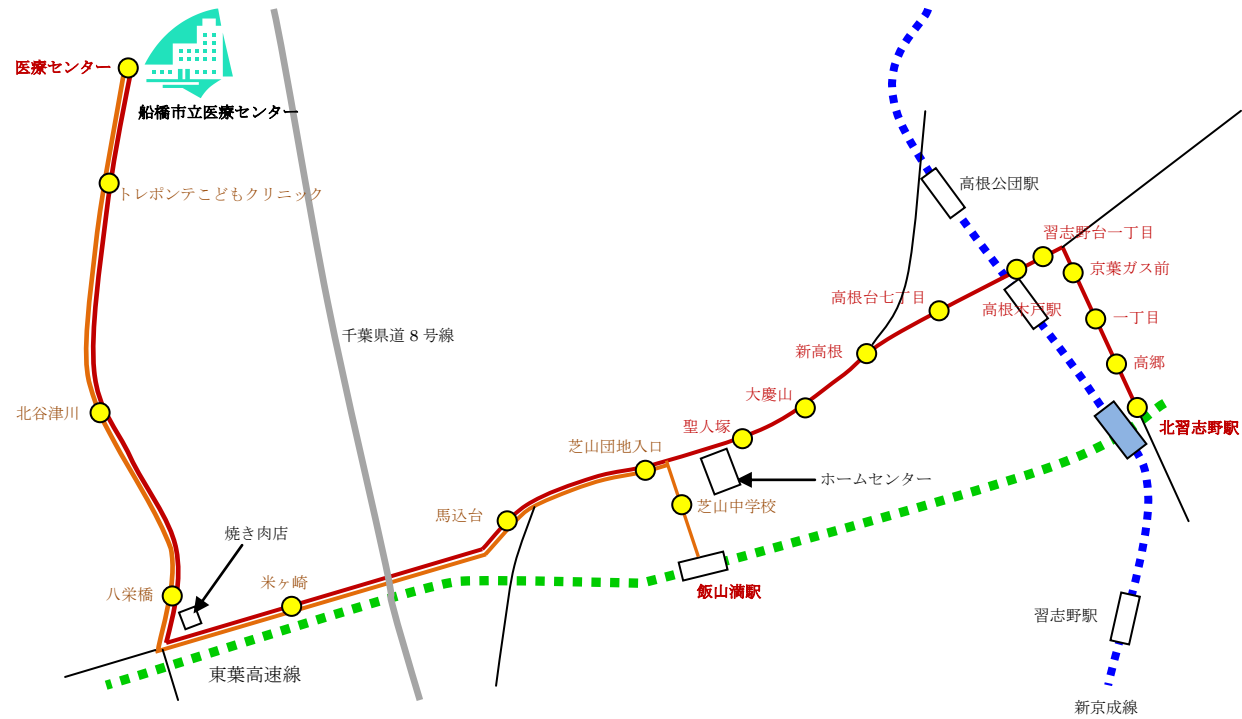 医療センター
船橋市立医療センター
トレポンテこどもクリニック
高根公団駅
習志野台一丁目
京葉ガス前
高根台七丁目
高根木戸駅
一丁目
千葉県道 8 号線
新高根
高郷
大慶山
北谷津川
聖人塚
北習志野駅
芝山団地入口
ホームセンター
馬込台
芝山中学校
焼き肉店
米ヶ崎
八栄橋
飯山満駅
習志野駅
東葉高速線
新京成線